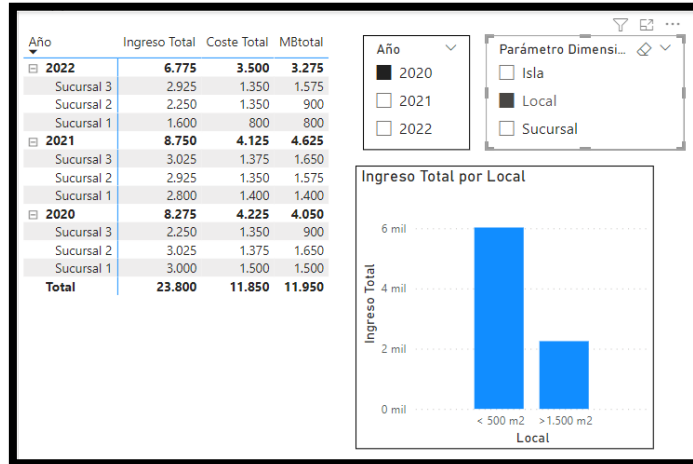 Año Ingreso Total Coste Total MBtotal
2022 6.775 3.500 3.275
Sucursal 3 2.925 1.350 1.575
Sucursal 2 2.250 1.350 900
Sucursal 1 1.600 800 800
2021 8.750 4.125 4.625
Sucursal 3 3.025 1.375 1.650
Sucursal 2 2.925 1.350 1.575
Sucursal 1 2.800 1.400 1.400
2020 8.275 4.225 4.050
Sucursal 3 2.250 1.350 900
Sucursal 2 3.025 1.375 1.650
Sucursal 1 3.000 1.500 1.500
Total 23.800 11.850 11.950
Año
2020
2021
2022
Parámetro Dimensi...
Isla
Local
Sucursal
Ingreso Total por Local
Ingreso Total
6 mil
4 mil
2 mil
0 mil
< 500 m2 >1.500 m2
Local